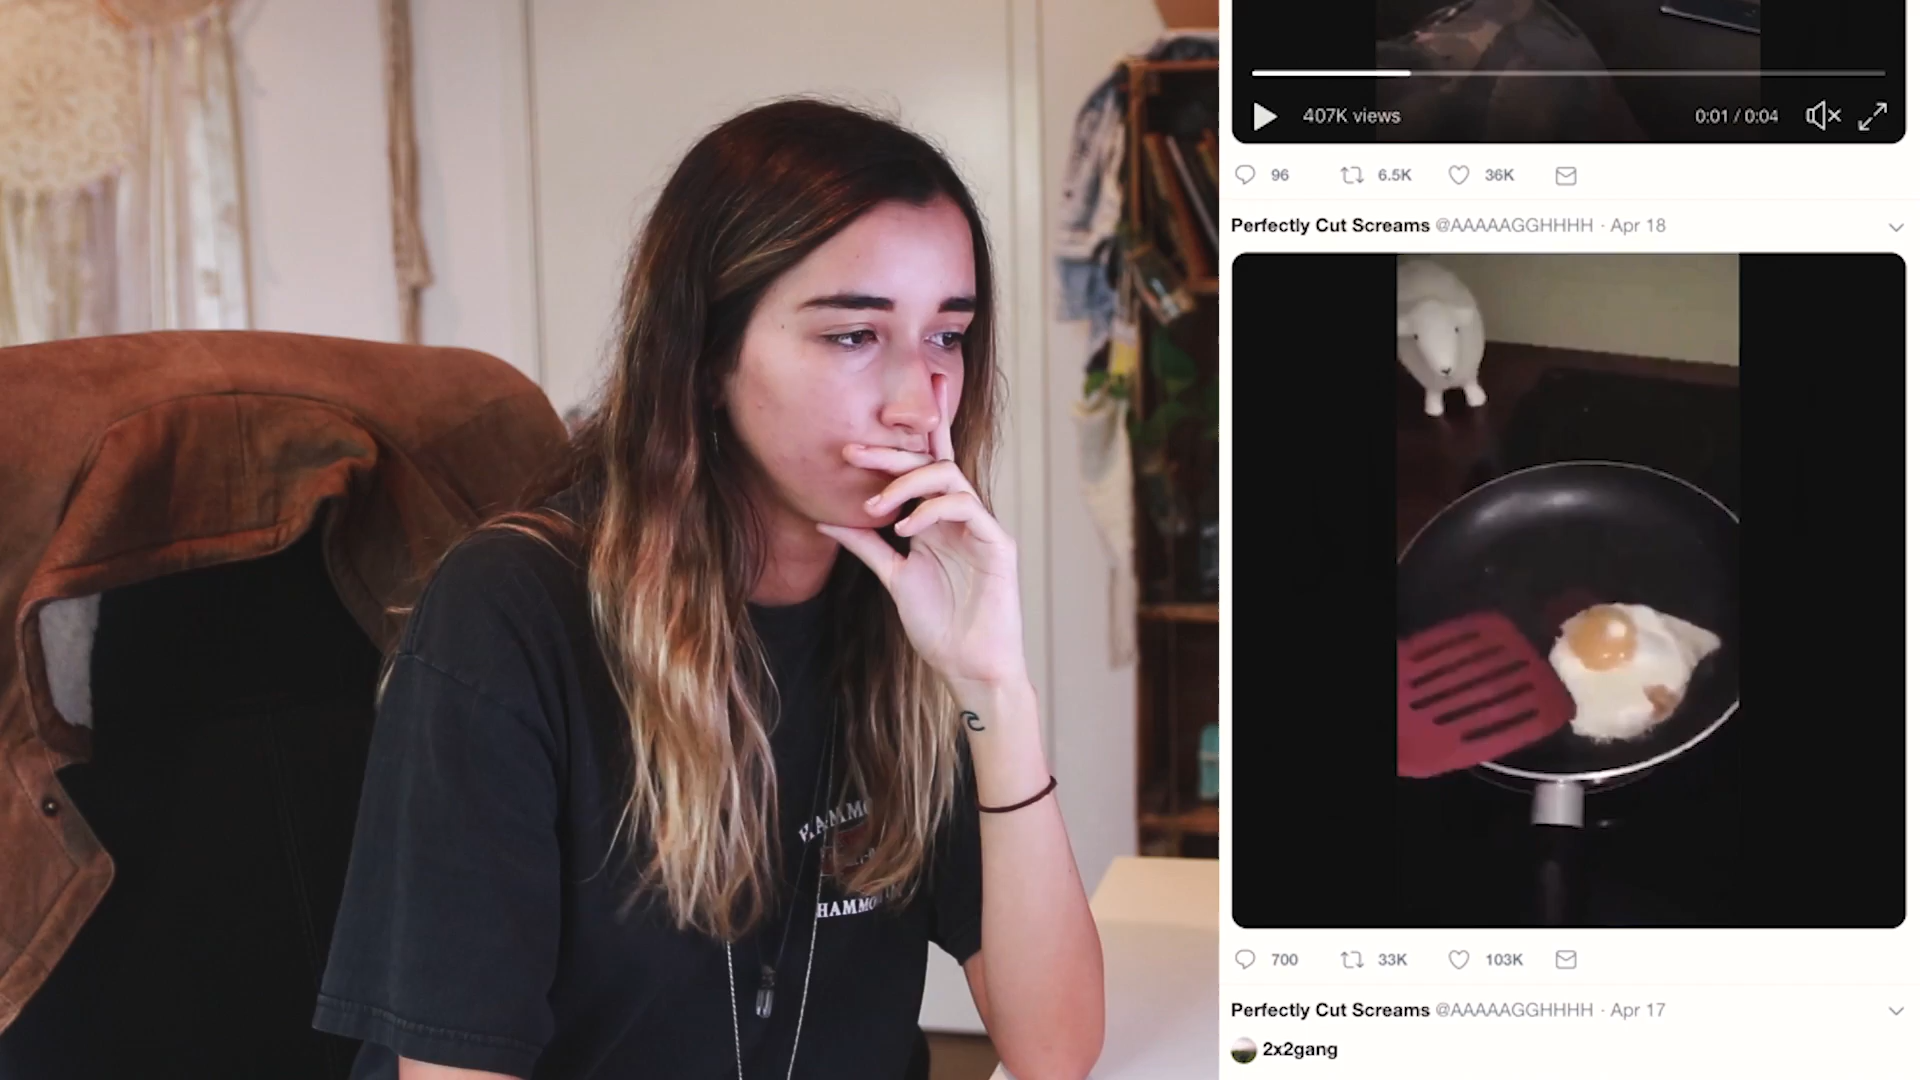 407K views
0:01 / 0:04
96 6.5K 36K
Perfectly Cut Screams @AAAAAGGHHHH · Apr 18
700 33K 103K
Perfectly Cut Screams @AAAAAGGHHHH · Apr 17
2x2gang